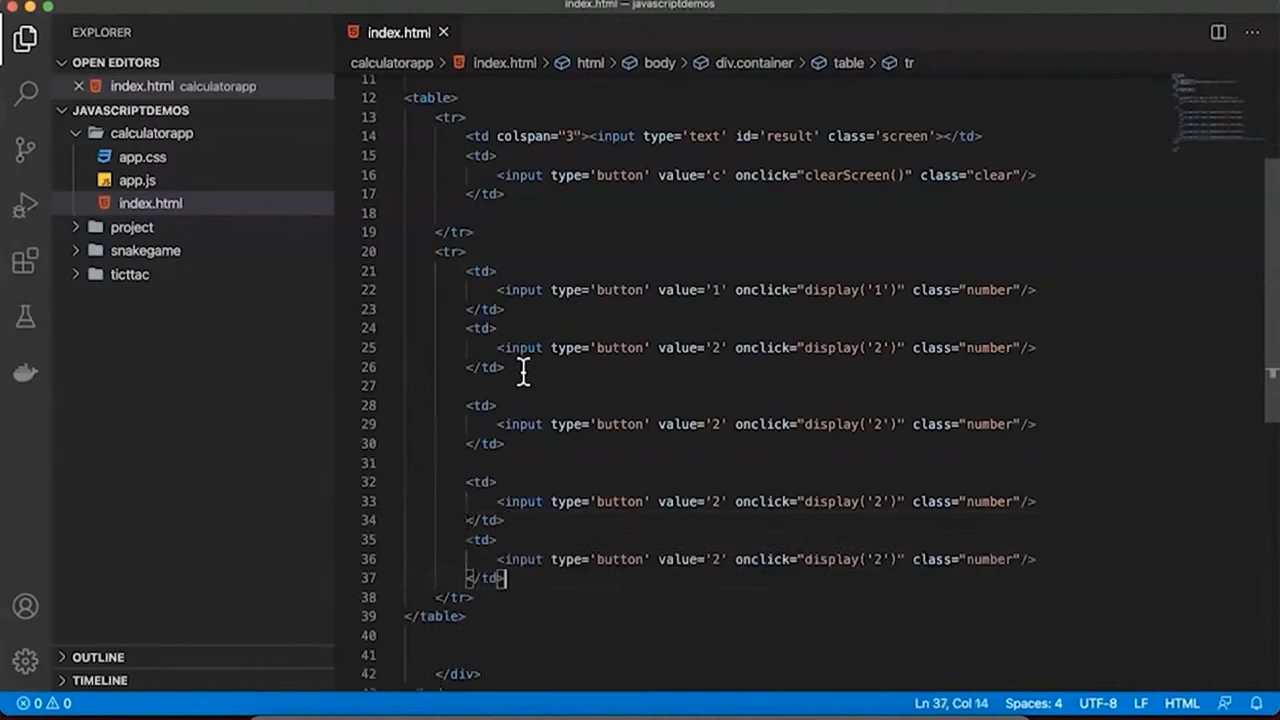 index.html — javascriptdemos
EXPLORER
OPEN EDITORS
index.html calculatorapp
JAVASCRIPTDEMOS
calculatorapp
app.css
app.js
index.html
project
snakegame
ticttac
OUTLINE
TIMELINE
index.html
calculatorapp > index.html > html > body > div.container > table > tr
11
12 <table>
13 <tr>
14 <td colspan="3"><input type='text' id='result' class='screen'></td>
15 <td>
16 <input type='button' value='c' onclick="clearScreen()" class="clear"/>
17 </td>
18
19 </tr>
20 <tr>
21 <td>
22 <input type='button' value='1' onclick="display('1')" class="number"/>
23 </td>
24 <td>
25 <input type='button' value='2' onclick="display('2')" class="number"/>
26 </td>
27
28 <td>
29 <input type='button' value='2' onclick="display('2')" class="number"/>
30 </td>
31
32 <td>
33 <input type='button' value='2' onclick="display('2')" class="number"/>
34 </td>
35 <td>
36 <input type='button' value='2' onclick="display('2')" class="number"/>
37 </td>
38 </tr>
39 </table>
40
41
42 </div>
0 0 Ln 37, Col 14 Spaces: 4 UTF-8 LF HTML